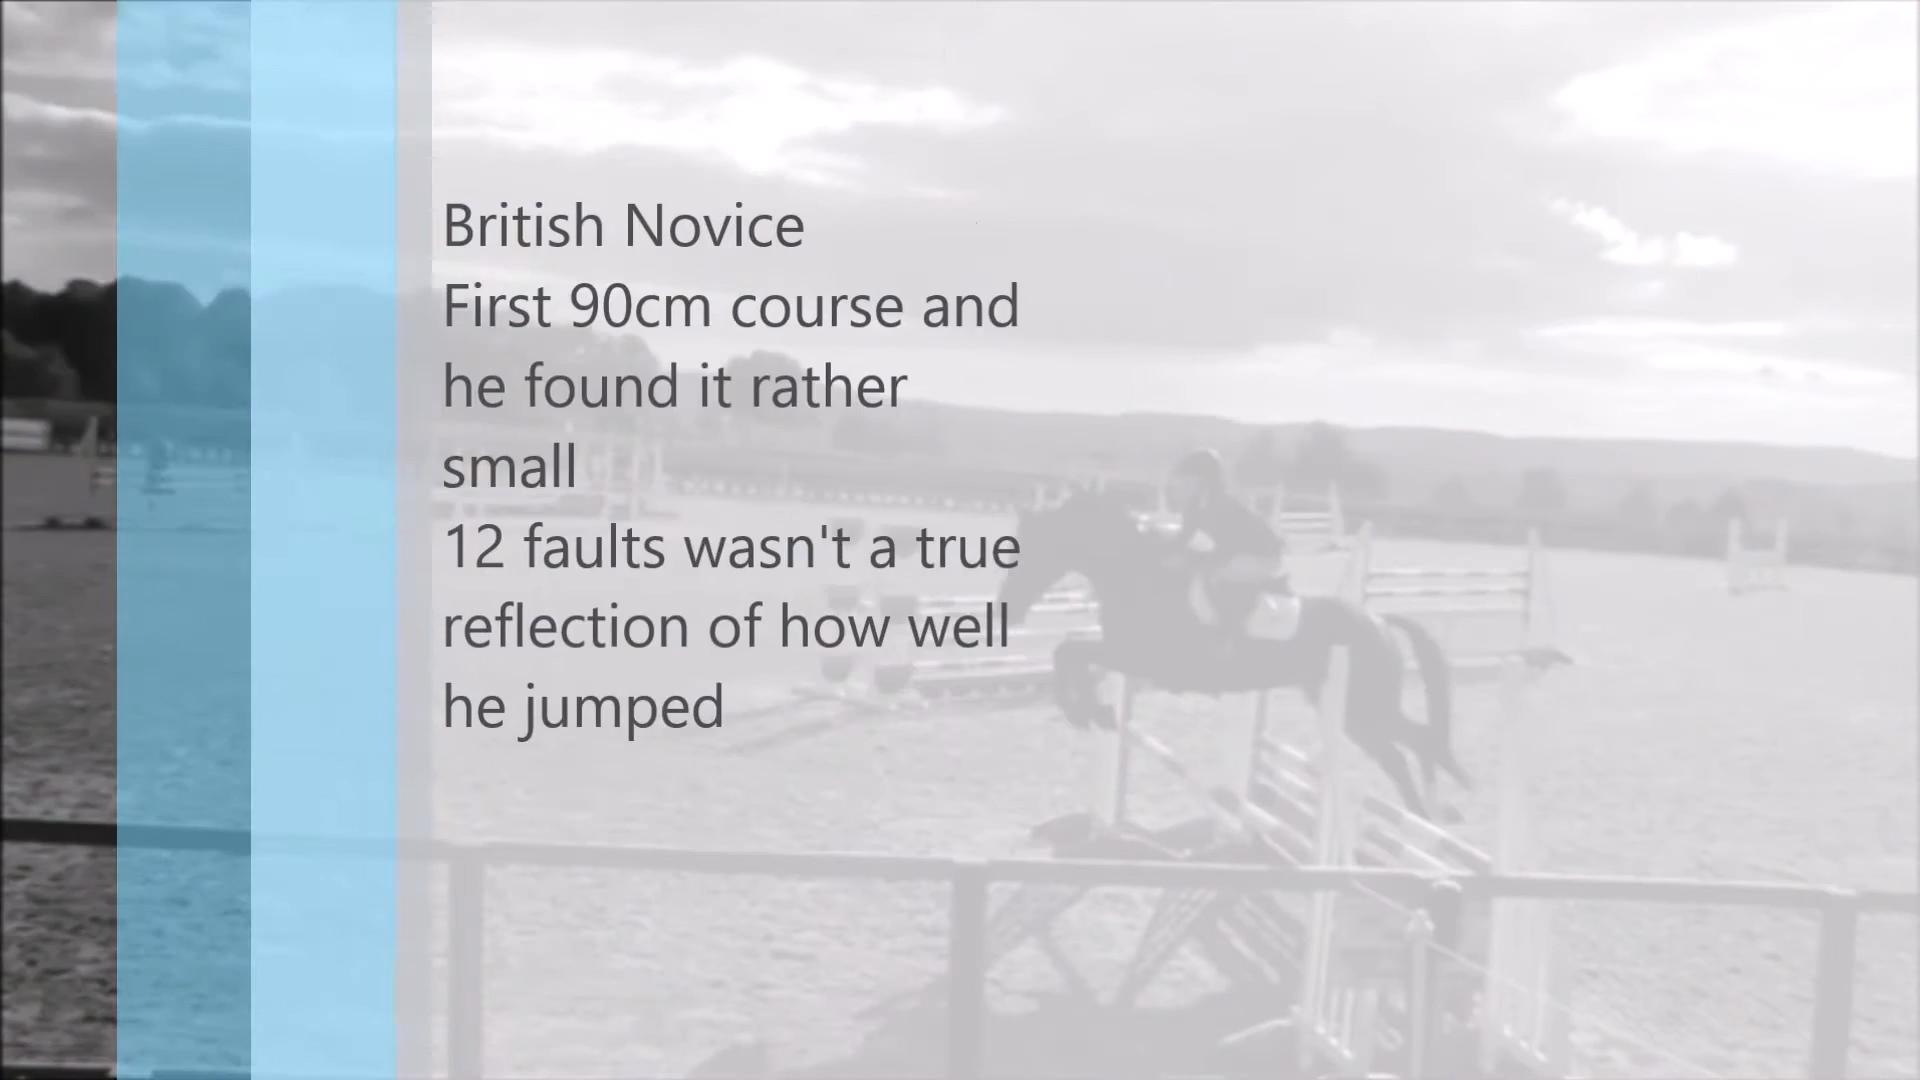 British Novice
First 90cm course and
he found it rather
small
12 faults wasn't a true
reflection of how well
he jumped